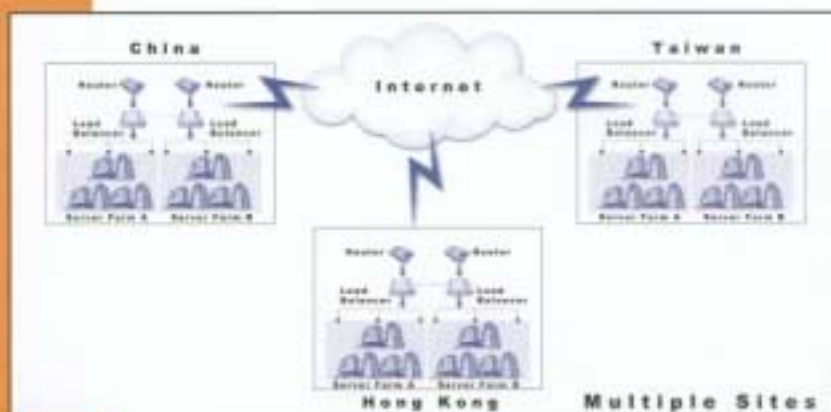 China
Router Router
Load Balancer Load Balancer
Server Farm A Server Farm B
Internet
Taiwan
Router Router
Load Balancer Load Balancer
Server Farm A Server Farm B
Router Router
Load Balancer Load Balancer
Server Farm A Server Farm B
Hong Kong
Multiple Sites